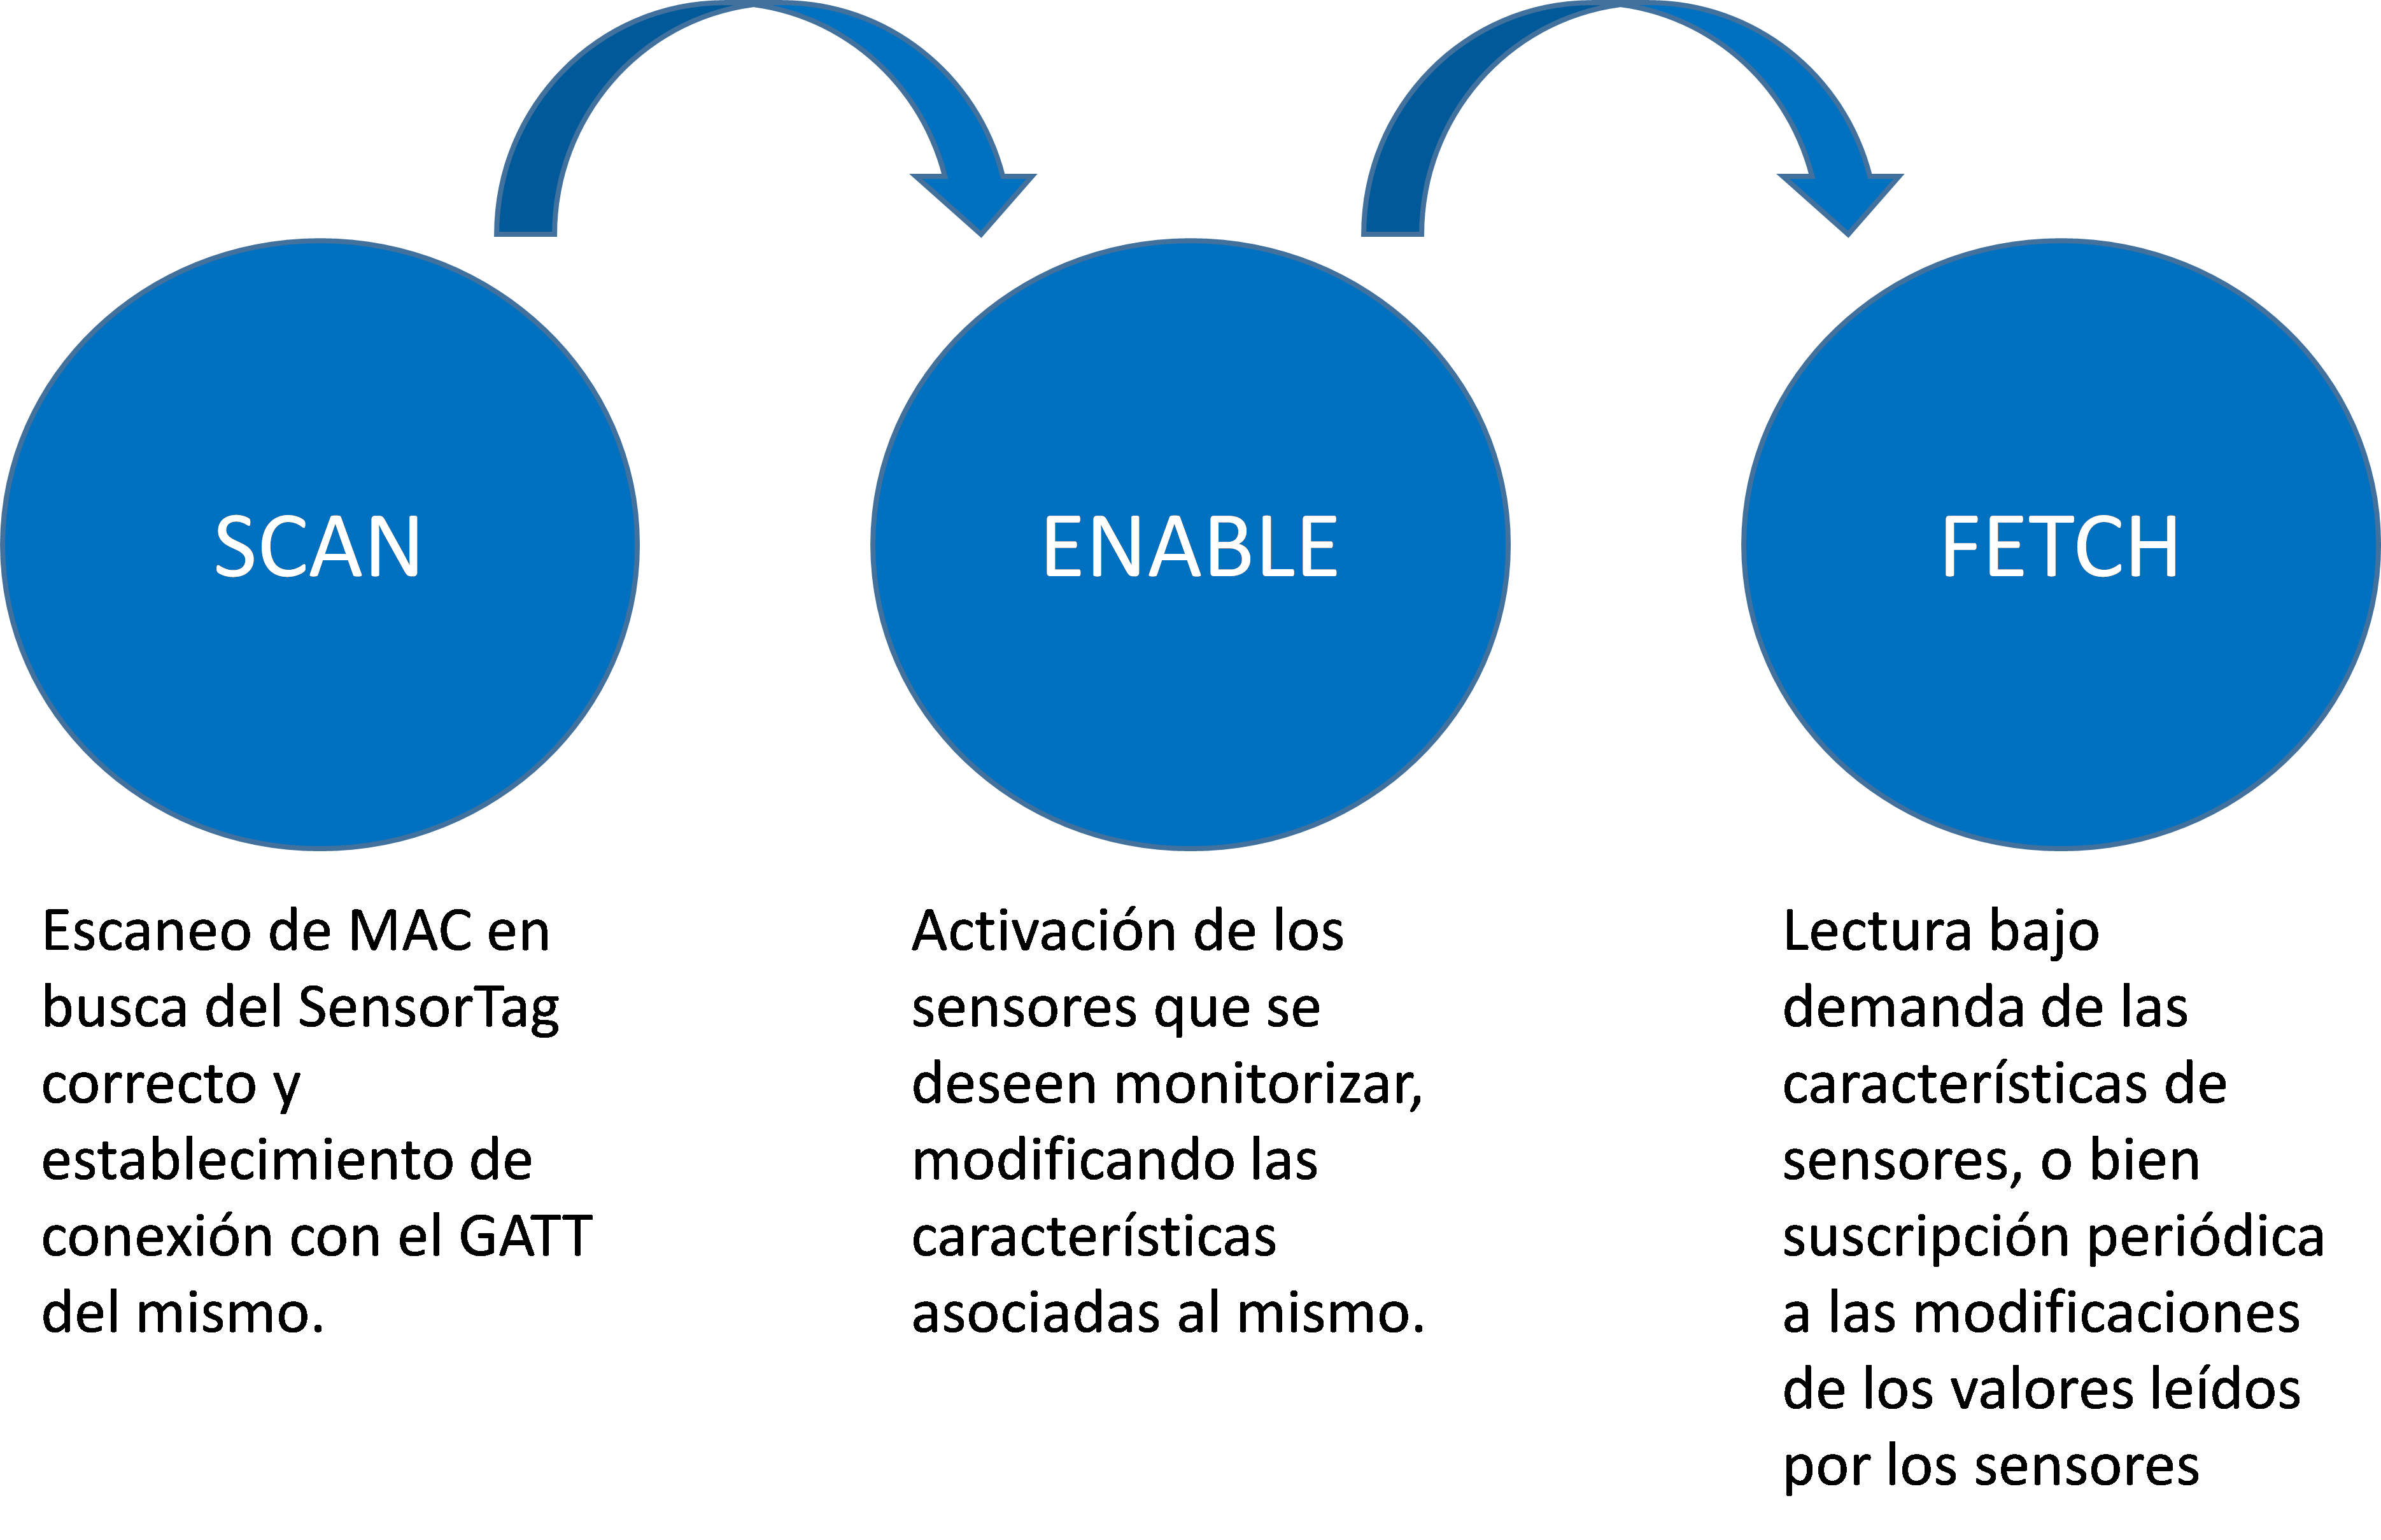 SCAN
ENABLE
FETCH
Escaneo de MAC en
busca del SensorTag
correcto y
establecimiento de
conexión con el GATT
del mismo.
Activación de los
sensores que se
deseen monitorizar,
modificando las
características
asociadas al mismo.
Lectura bajo
demanda de las
características de
sensores, o bien
suscripción periódica
a las modificaciones
de los valores leídos
por los sensores